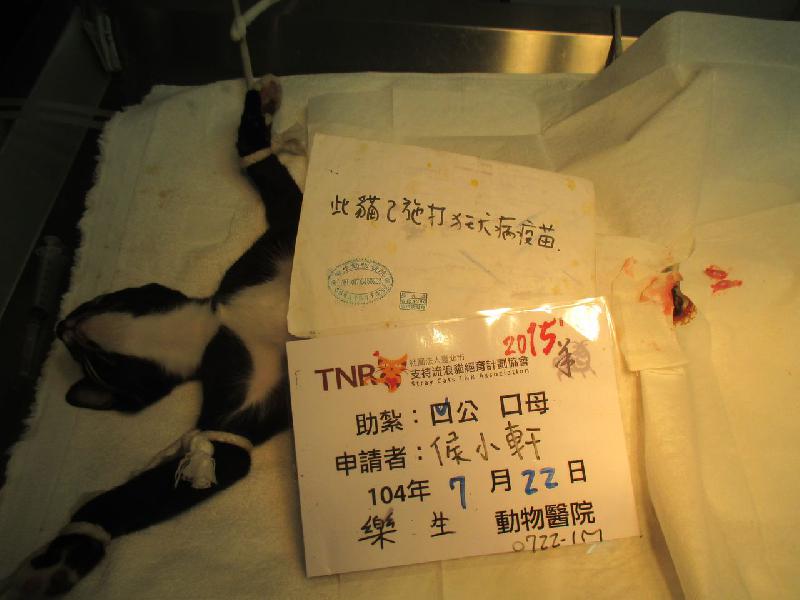 此貓已施打狂犬病疫苗.
2015'
TNR
社團法人臺北市
支持流浪貓絕育計劃協會
Stray Cats TNR Association
助紮：☑公 口母
申請者：侯小軒
104年 7 月 22 日
樂生 動物醫院
0722-1M